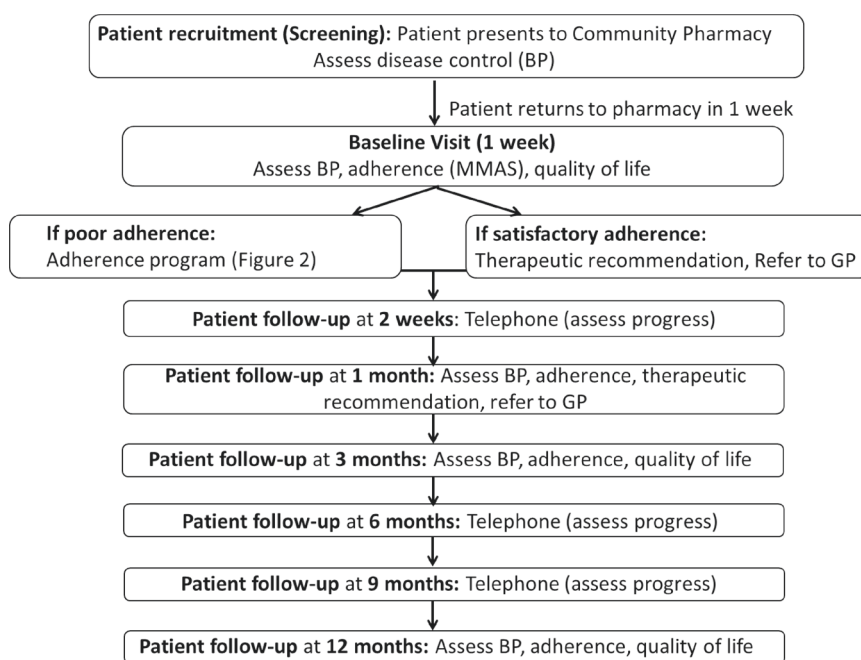 Patient recruitment (Screening): Patient presents to Community Pharmacy
Assess disease control (BP)
Patient returns to pharmacy in 1 week
Baseline Visit (1 week)
Assess BP, adherence (MMAS), quality of life
If poor adherence:
Adherence program (Figure 2)
If satisfactory adherence:
Therapeutic recommendation, Refer to GP
Patient follow-up at 2 weeks: Telephone (assess progress)
Patient follow-up at 1 month: Assess BP, adherence, therapeutic
recommendation, refer to GP
Patient follow-up at 3 months: Assess BP, adherence, quality of life
Patient follow-up at 6 months: Telephone (assess progress)
Patient follow-up at 9 months: Telephone (assess progress)
Patient follow-up at 12 months: Assess BP, adherence, quality of life